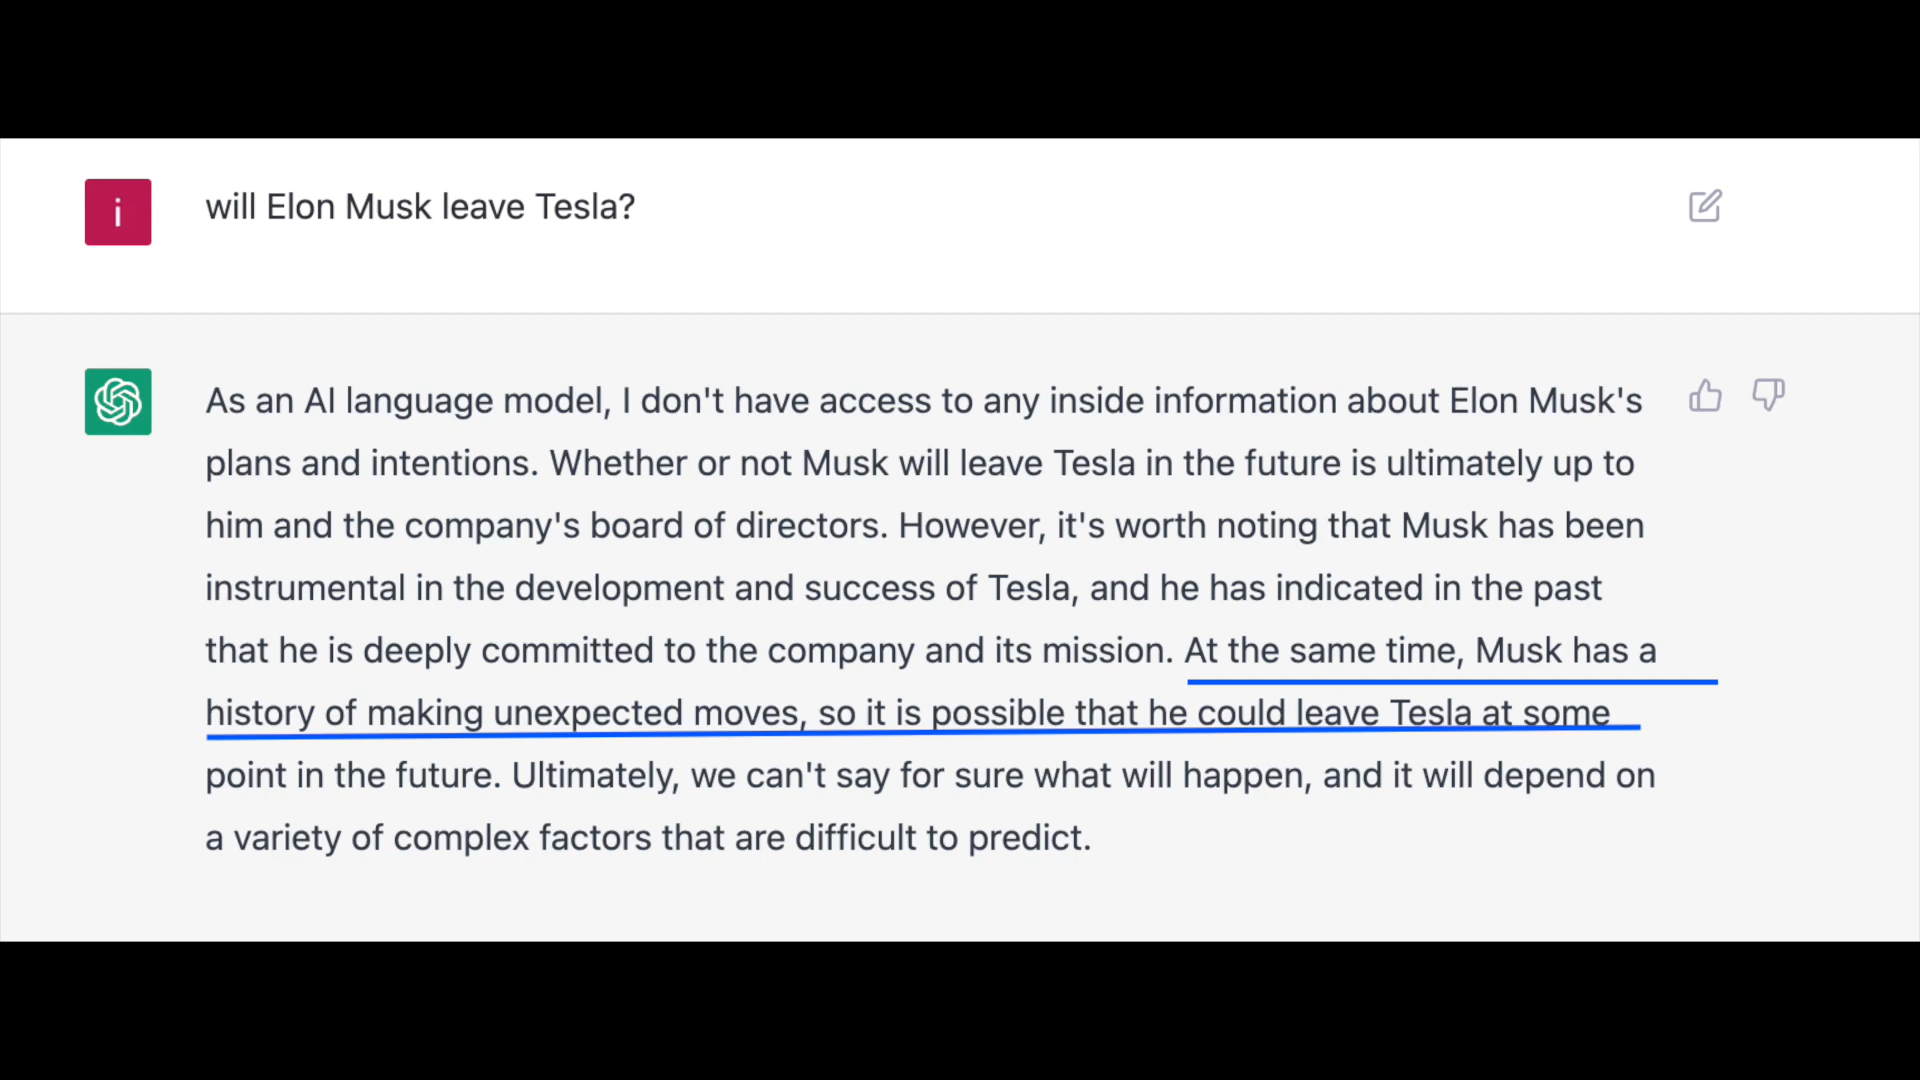 i
will Elon Musk leave Tesla?
As an AI language model, I don't have access to any inside information about Elon Musk's
plans and intentions. Whether or not Musk will leave Tesla in the future is ultimately up to
him and the company's board of directors. However, it's worth noting that Musk has been
instrumental in the development and success of Tesla, and he has indicated in the past
that he is deeply committed to the company and its mission. At the same time, Musk has a
history of making unexpected moves, so it is possible that he could leave Tesla at some
point in the future. Ultimately, we can't say for sure what will happen, and it will depend on
a variety of complex factors that are difficult to predict.